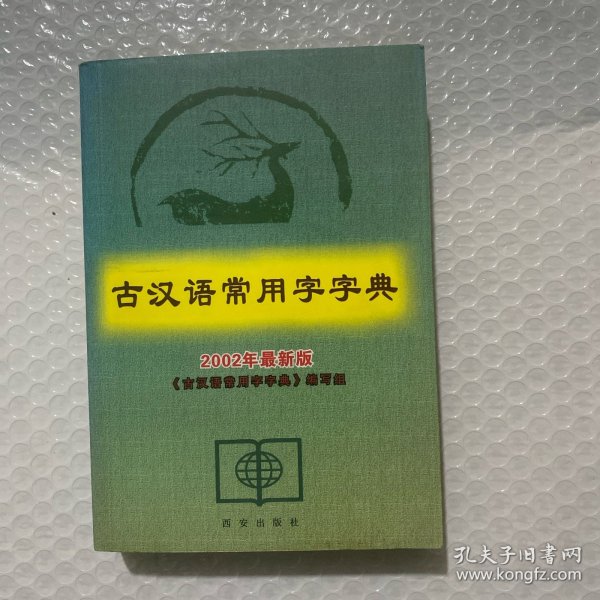 古汉语常用字字典
2002年最新版
《古汉语常用字字典》编写组
西安出版社
孔夫子旧书网
www.kongfz.com